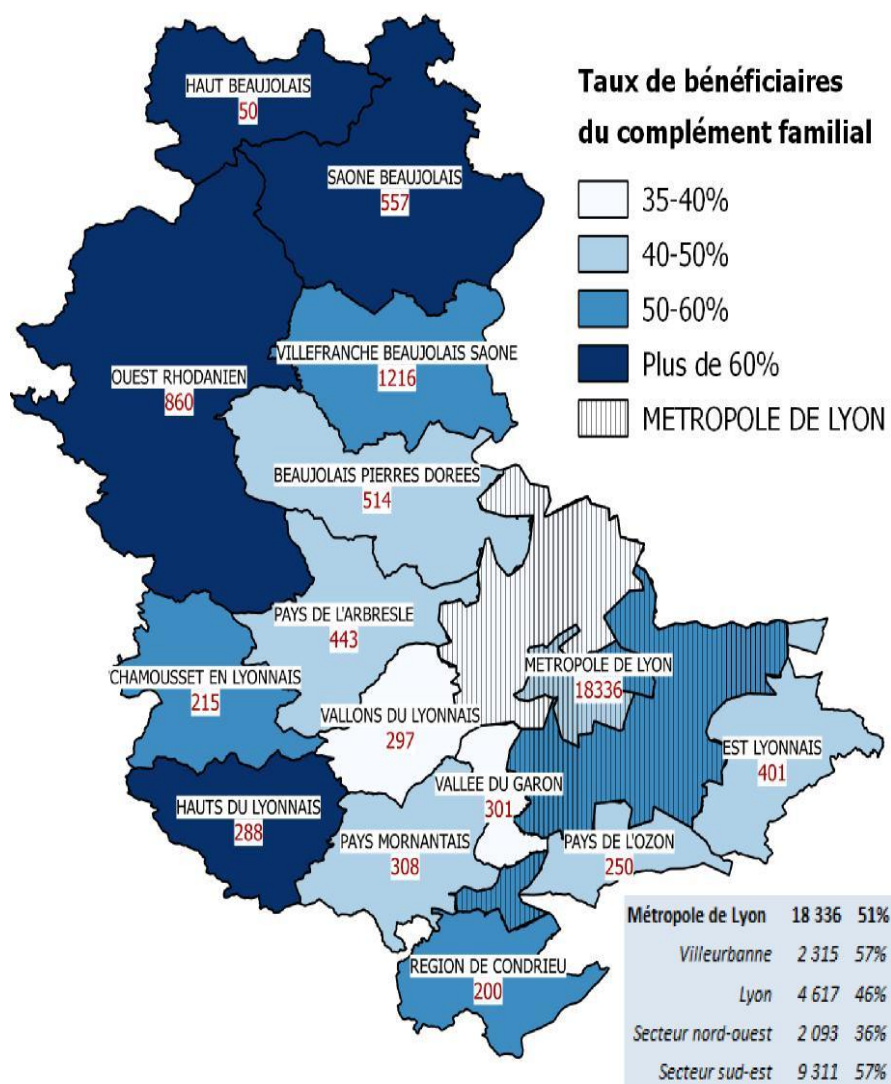 Taux de bénéficiaires
du complément familial
35-40%
40-50%
50-60%
Plus de 60%
METROPOLE DE LYON
HAUT BEAUJOLAIS
50
SAONE BEAUJOLAIS
557
VILLEFRANCHE BEAUJOLAIS SAONE
1216
OUEST RHODANIEN
860
BEAUJOLAIS PIERRES DOREES
514
PAYS DE L'ARBRESLE
443
METROPOLE DE LYON
18336
CHAMOUSSET EN LYONNAIS
215
VALLONS DU LYONNAIS
297
EST LYONNAIS
401
VALLEE DU GARON
301
HAUTS DU LYONNAIS
288
PAYS MORNANTAIS
308
PAYS DE L'OZON
250
REGION DE CONDRIEU
200
Métropole de Lyon 18 336 51%
Villeurbanne 2 315 57%
Lyon 4 617 46%
Secteur nord-ouest 2 093 36%
Secteur sud-est 9 311 57%